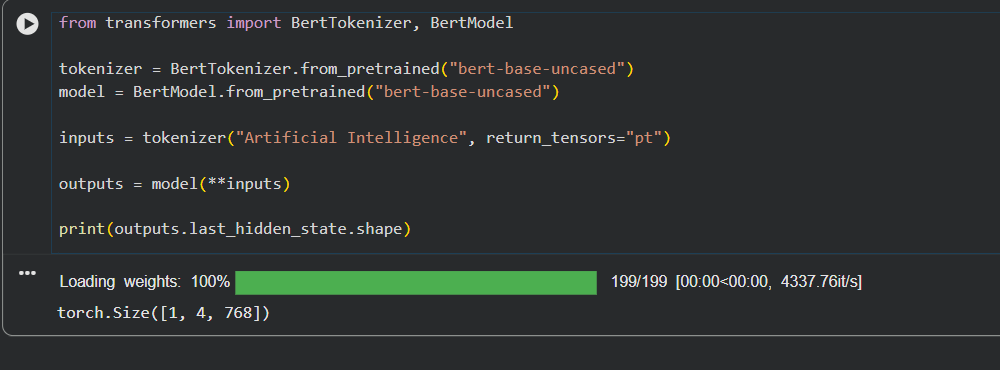 from transformers import BertTokenizer, BertModel
tokenizer = BertTokenizer.from_pretrained("bert-base-uncased")
model = BertModel.from_pretrained("bert-base-uncased")
inputs = tokenizer("Artificial Intelligence", return_tensors="pt")
outputs = model(**inputs)
print(outputs.last_hidden_state.shape)
Loading weights: 100% 199/199 [00:00<00:00, 4337.76it/s]
torch.Size([1, 4, 768])